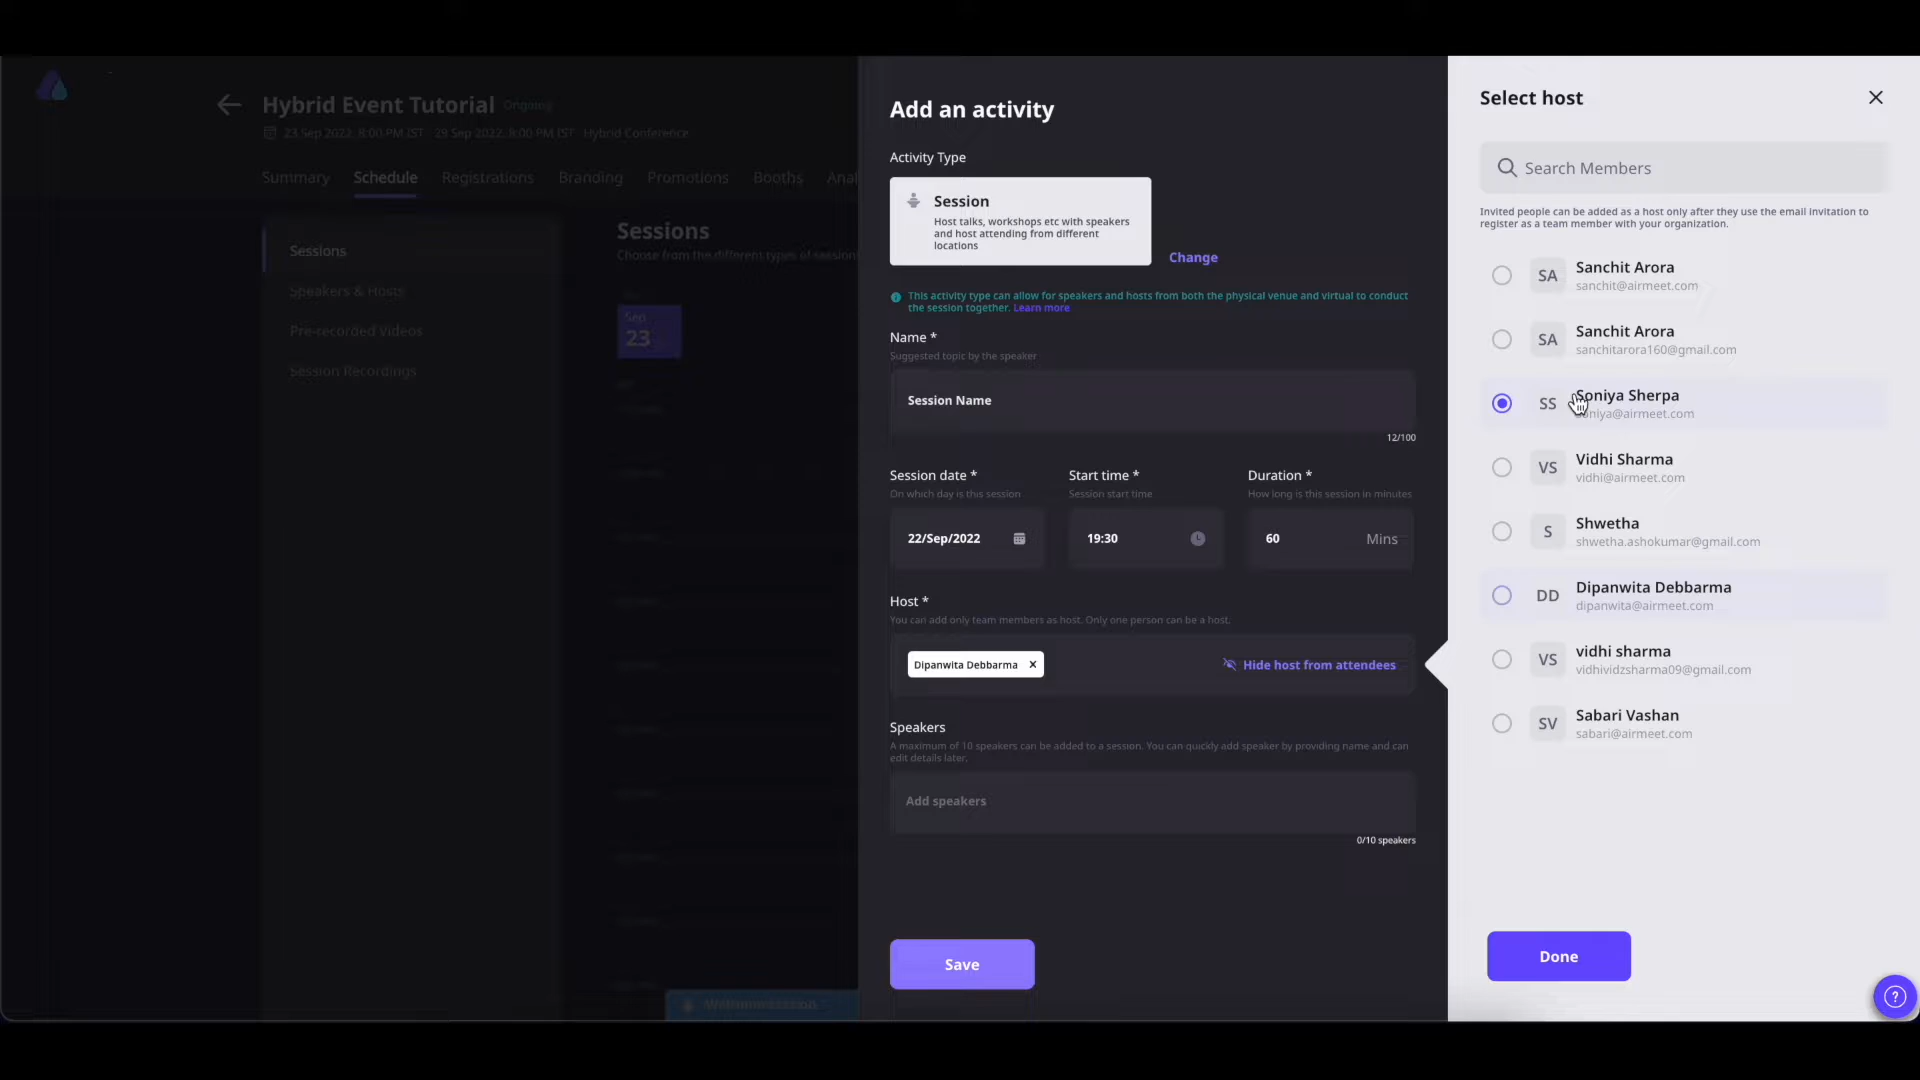 Hybrid Event Tutorial Ongoing
23 Sep 2022, 8:00 PM IST - 29 Sep 2022, 8:00 PM IST Hybrid Conference
Summary Schedule Registrations Branding Promotions Booths Anal
Sessions
Speakers & Hosts
Pre-recorded Videos
Session Recordings
Sessions
Choose from the different types of session
Sep
23
Add an activity
Activity Type
Session
Host talks, workshops etc with speakers
and host attending from different
locations
Change
This activity type can allow for speakers and hosts from both the physical venue and virtual to conduct
the session together. Learn more
Name *
Suggested topic by the speaker
Session Name
12/100
Session date *
On which day is this session
22/Sep/2022
Start time *
Session start time
19:30
Duration *
How long is this session in minutes
60 Mins
Host *
You can add only team members as host. Only one person can be a host.
Dipanwita Debbarma ×
Hide host from attendees
Speakers
A maximum of 10 speakers can be added to a session. You can quickly add speaker by providing name and can
edit details later.
Add speakers
0/10 speakers
Save
Select host
Search Members
Invited people can be added as a host only after they use the email invitation to
register as a team member with your organization.
SA Sanchit Arora
sanchit@airmeet.com
SA Sanchit Arora
sanchitarora160@gmail.com
SS Soniya Sherpa
soniya@airmeet.com
VS Vidhi Sharma
vidhi@airmeet.com
S Shwetha
shwetha.ashokumar@gmail.com
DD Dipanwita Debbarma
dipanwita@airmeet.com
VS vidhi sharma
vidhividzsharma09@gmail.com
SV Sabari Vashan
sabari@airmeet.com
Done
?